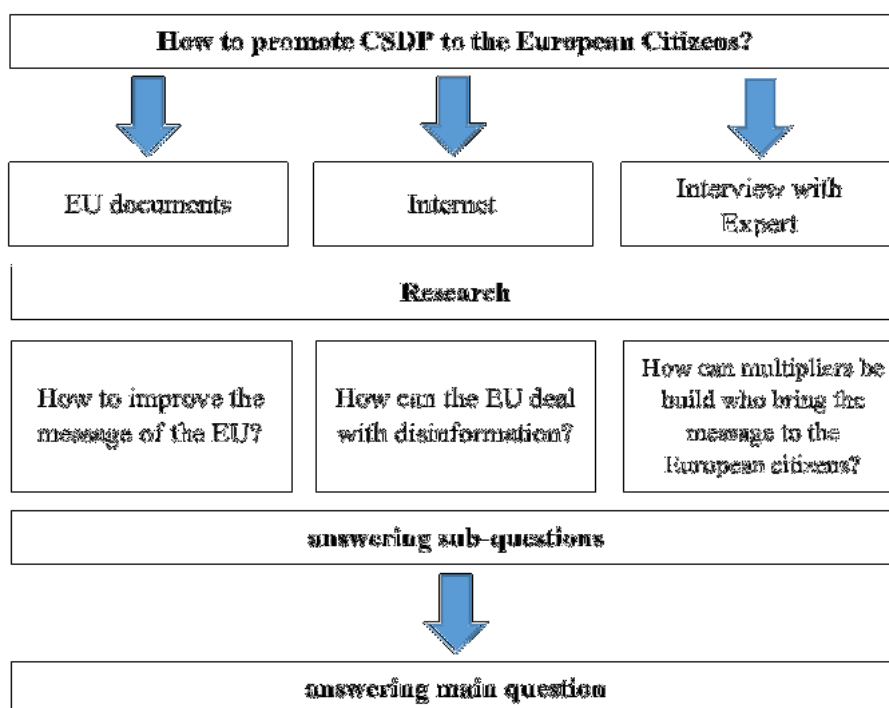 How to promote CSDP to the European Citizens?
EU documents
Internet
Interview with
Expert
Research
How to improve the
message of the EU?
How can the EU deal
with disinformation?
How can multipliers be
build who bring the
message to the
European citizens?
answering sub-questions
answering main question